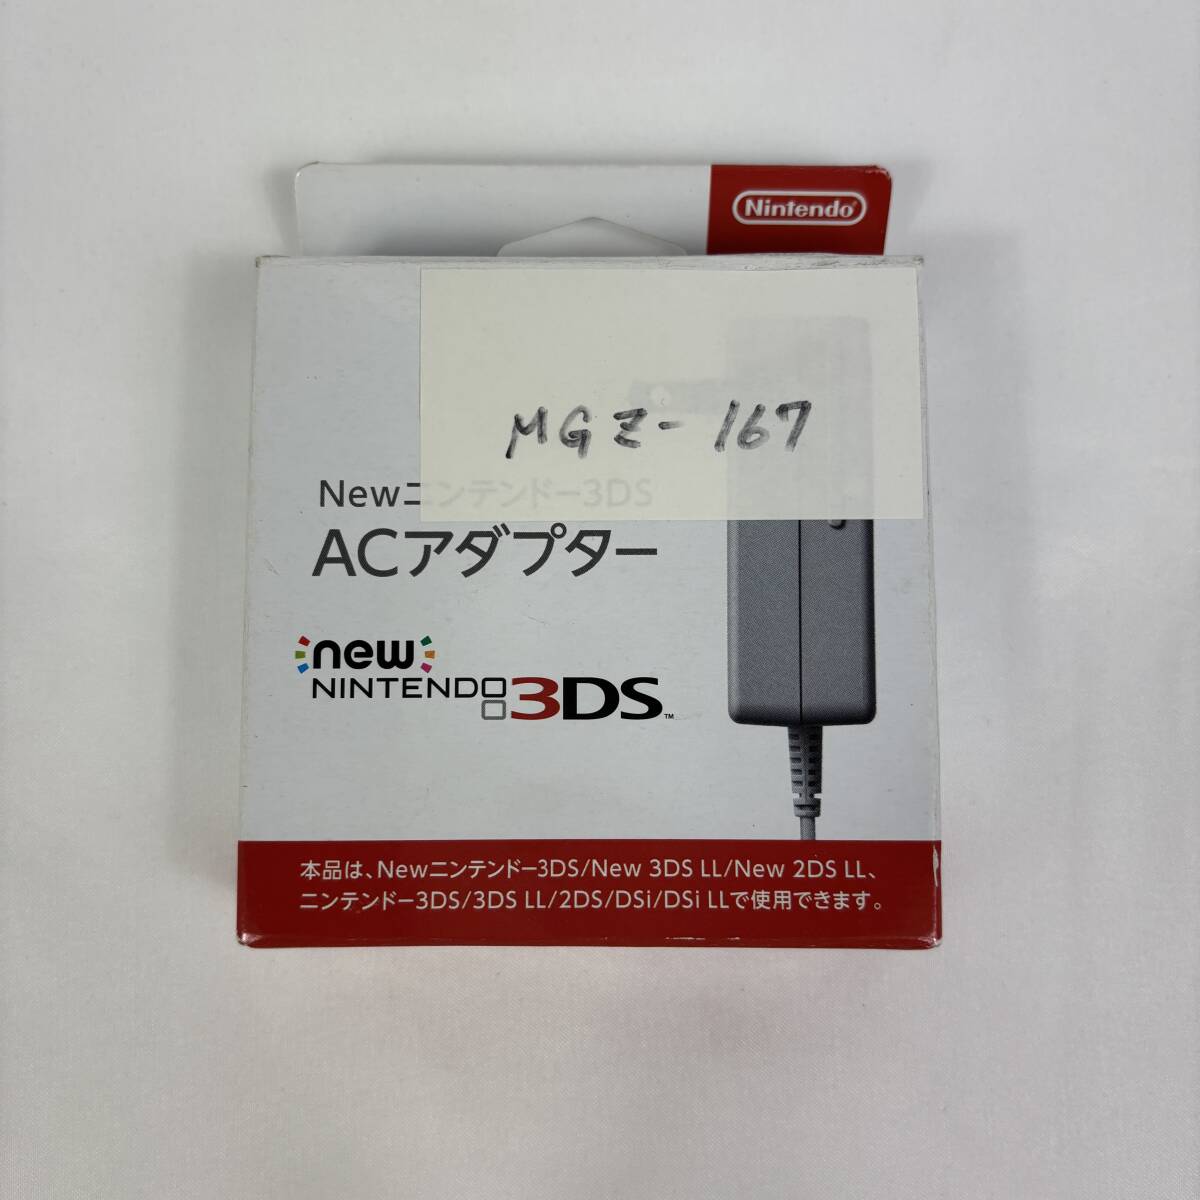 Nintendo
MGZ-167
Newニンテンドー3DS
ACアダプター
new
NINTENDO 3DS™
本品は、Newニンテンドー3DS/New 3DS LL/New 2DS LL、
ニンテンドー3DS/3DS LL/2DS/DSi/DSi LLで使用できます。